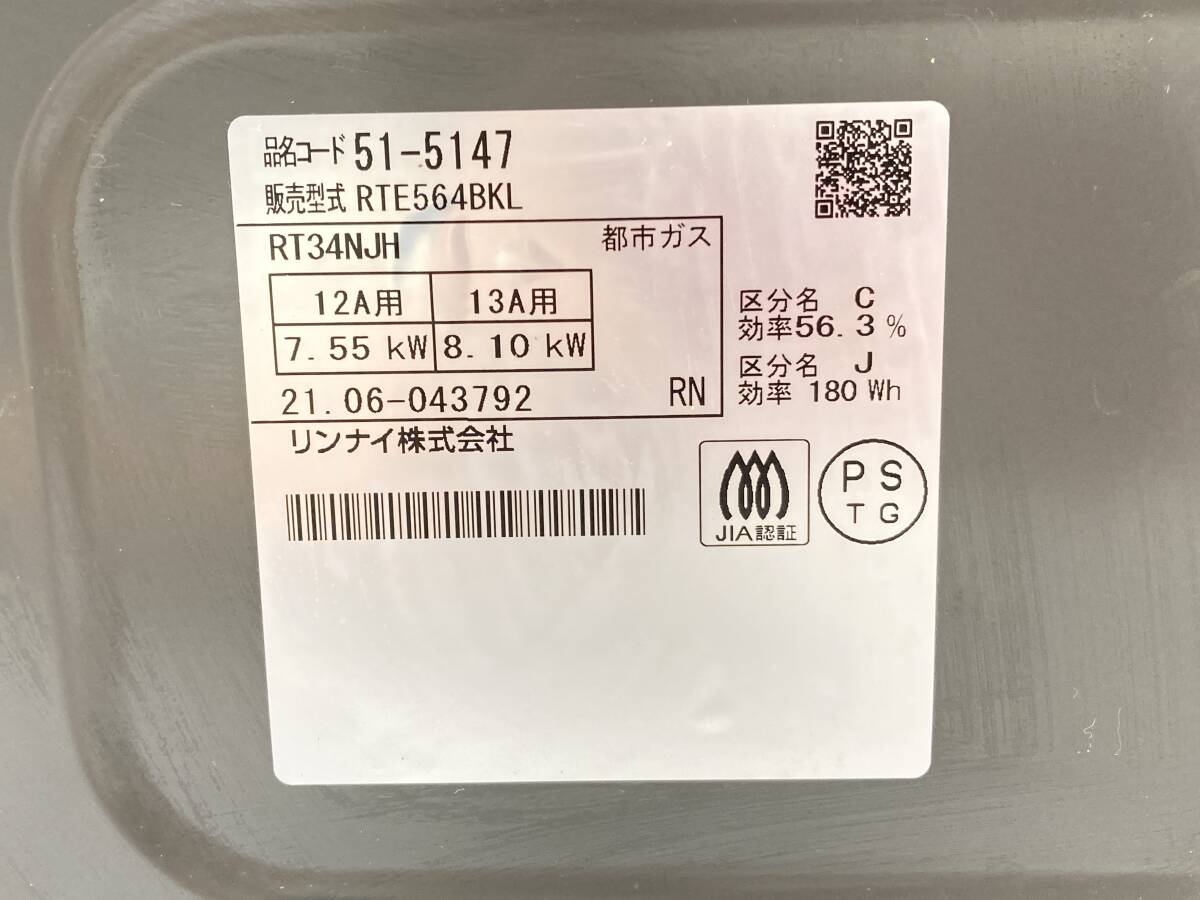 品名コード 51-5147
販売型式 RTE564BKL
RT34NJH 都市ガス
12A用 13A用
7.55 kW 8.10 kW
21.06-043792 RN
リンナイ株式会社
区分名 C
効率56.3%
区分名 J
効率 180 Wh
JIA認証
PS
TG